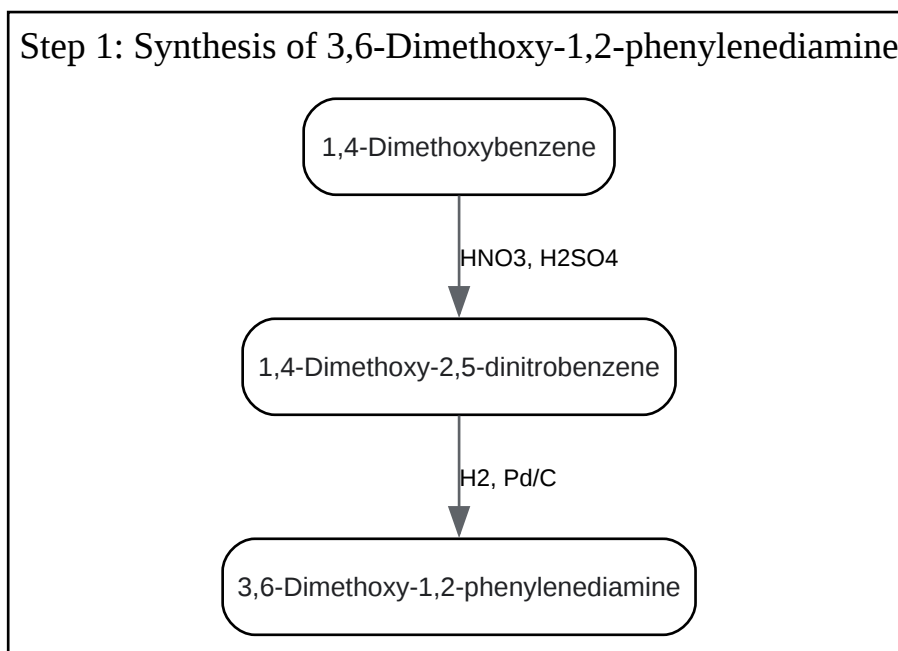 Step 1: Synthesis of 3,6-Dimethoxy-1,2-phenylenediamine
1,4-Dimethoxybenzene
HNO3, H2SO4
1,4-Dimethoxy-2,5-dinitrobenzene
H2, Pd/C
3,6-Dimethoxy-1,2-phenylenediamine